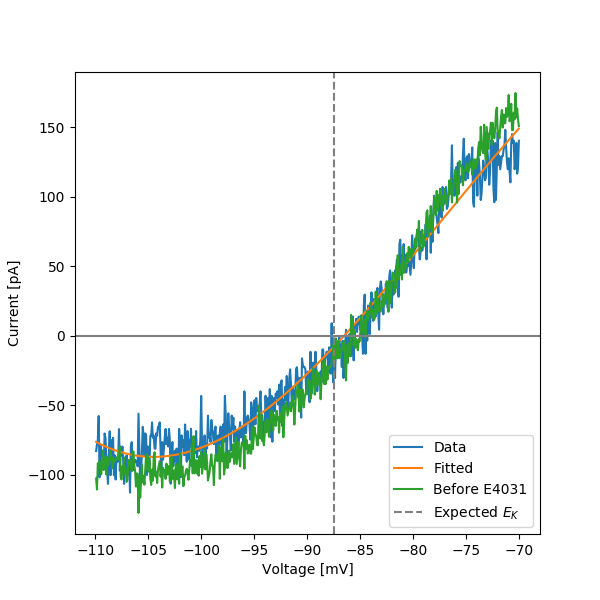 150
100
50
0
−50
−100
Current [pA]
−110
−105
−100
−95
−90
−85
−80
−75
−70
Voltage [mV]
Data
Fitted
Before E4031
Expected E_K